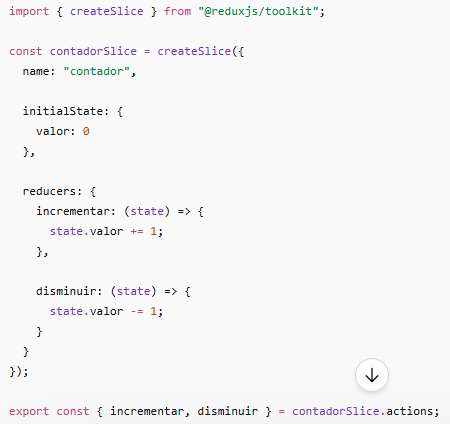 import { createSlice } from "@reduxjs/toolkit";
const contadorSlice = createSlice({
name: "contador",
initialState: {
valor: 0
},
reducers: {
incrementar: (state) => {
state.valor += 1;
},
disminuir: (state) => {
state.valor -= 1;
}
}
});
export const { incrementar, disminuir } = contadorSlice.actions;